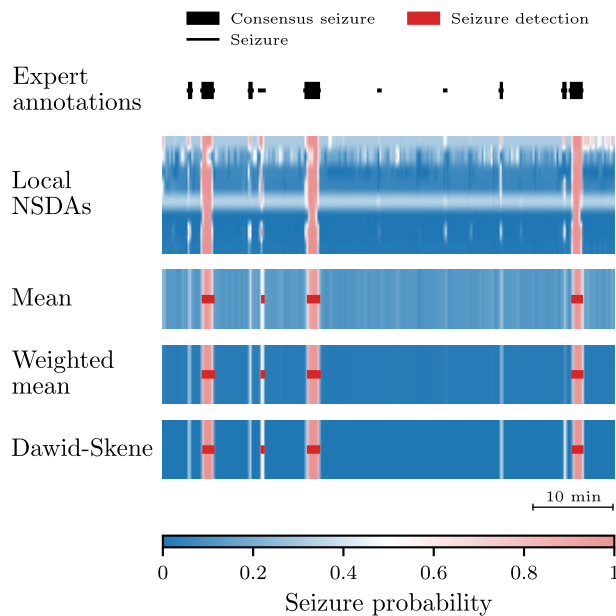 Consensus seizure
Seizure detection
Seizure
Expert
annotations
Local
NSDAs
Mean
Weighted
mean
Dawid-Skene
10 min
0 0.2 0.4 0.6 0.8 1
Seizure probability